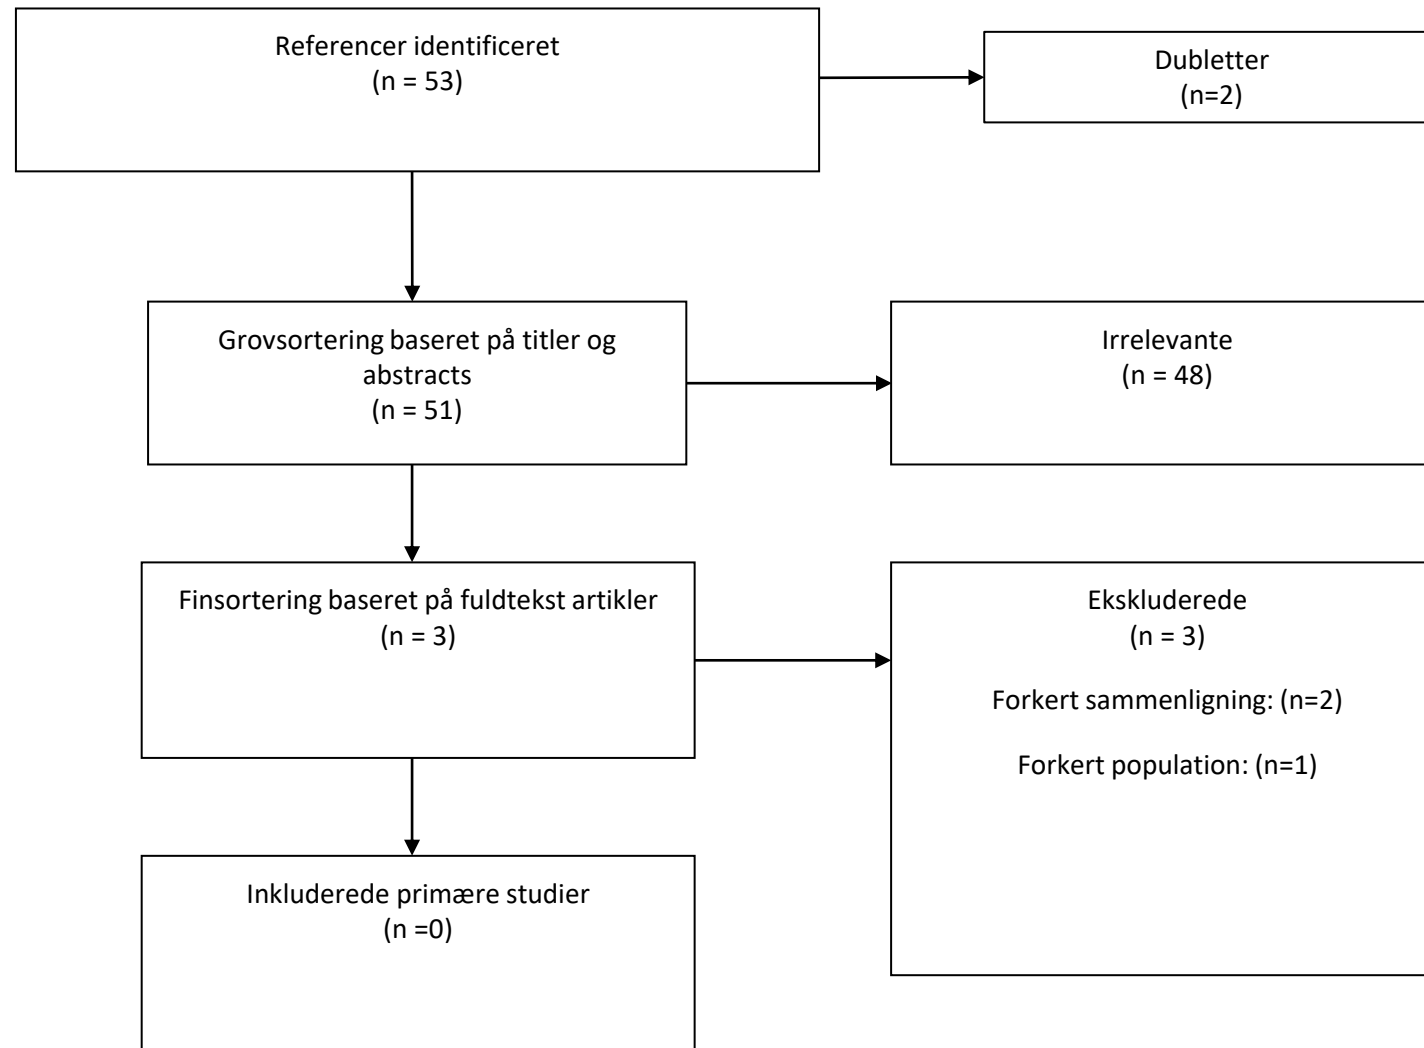 Referencer identificeret
(n = 53)
Dubletter
(n=2)
Grovsortering baseret på titler og
abstracts
(n = 51)
Irrelevante
(n = 48)
Finsortering baseret på fuldtekst artikler
(n = 3)
Ekskluderede
(n = 3)
Forkert sammenligning: (n=2)
Forkert population: (n=1)
Inkluderede primære studier
(n =0)